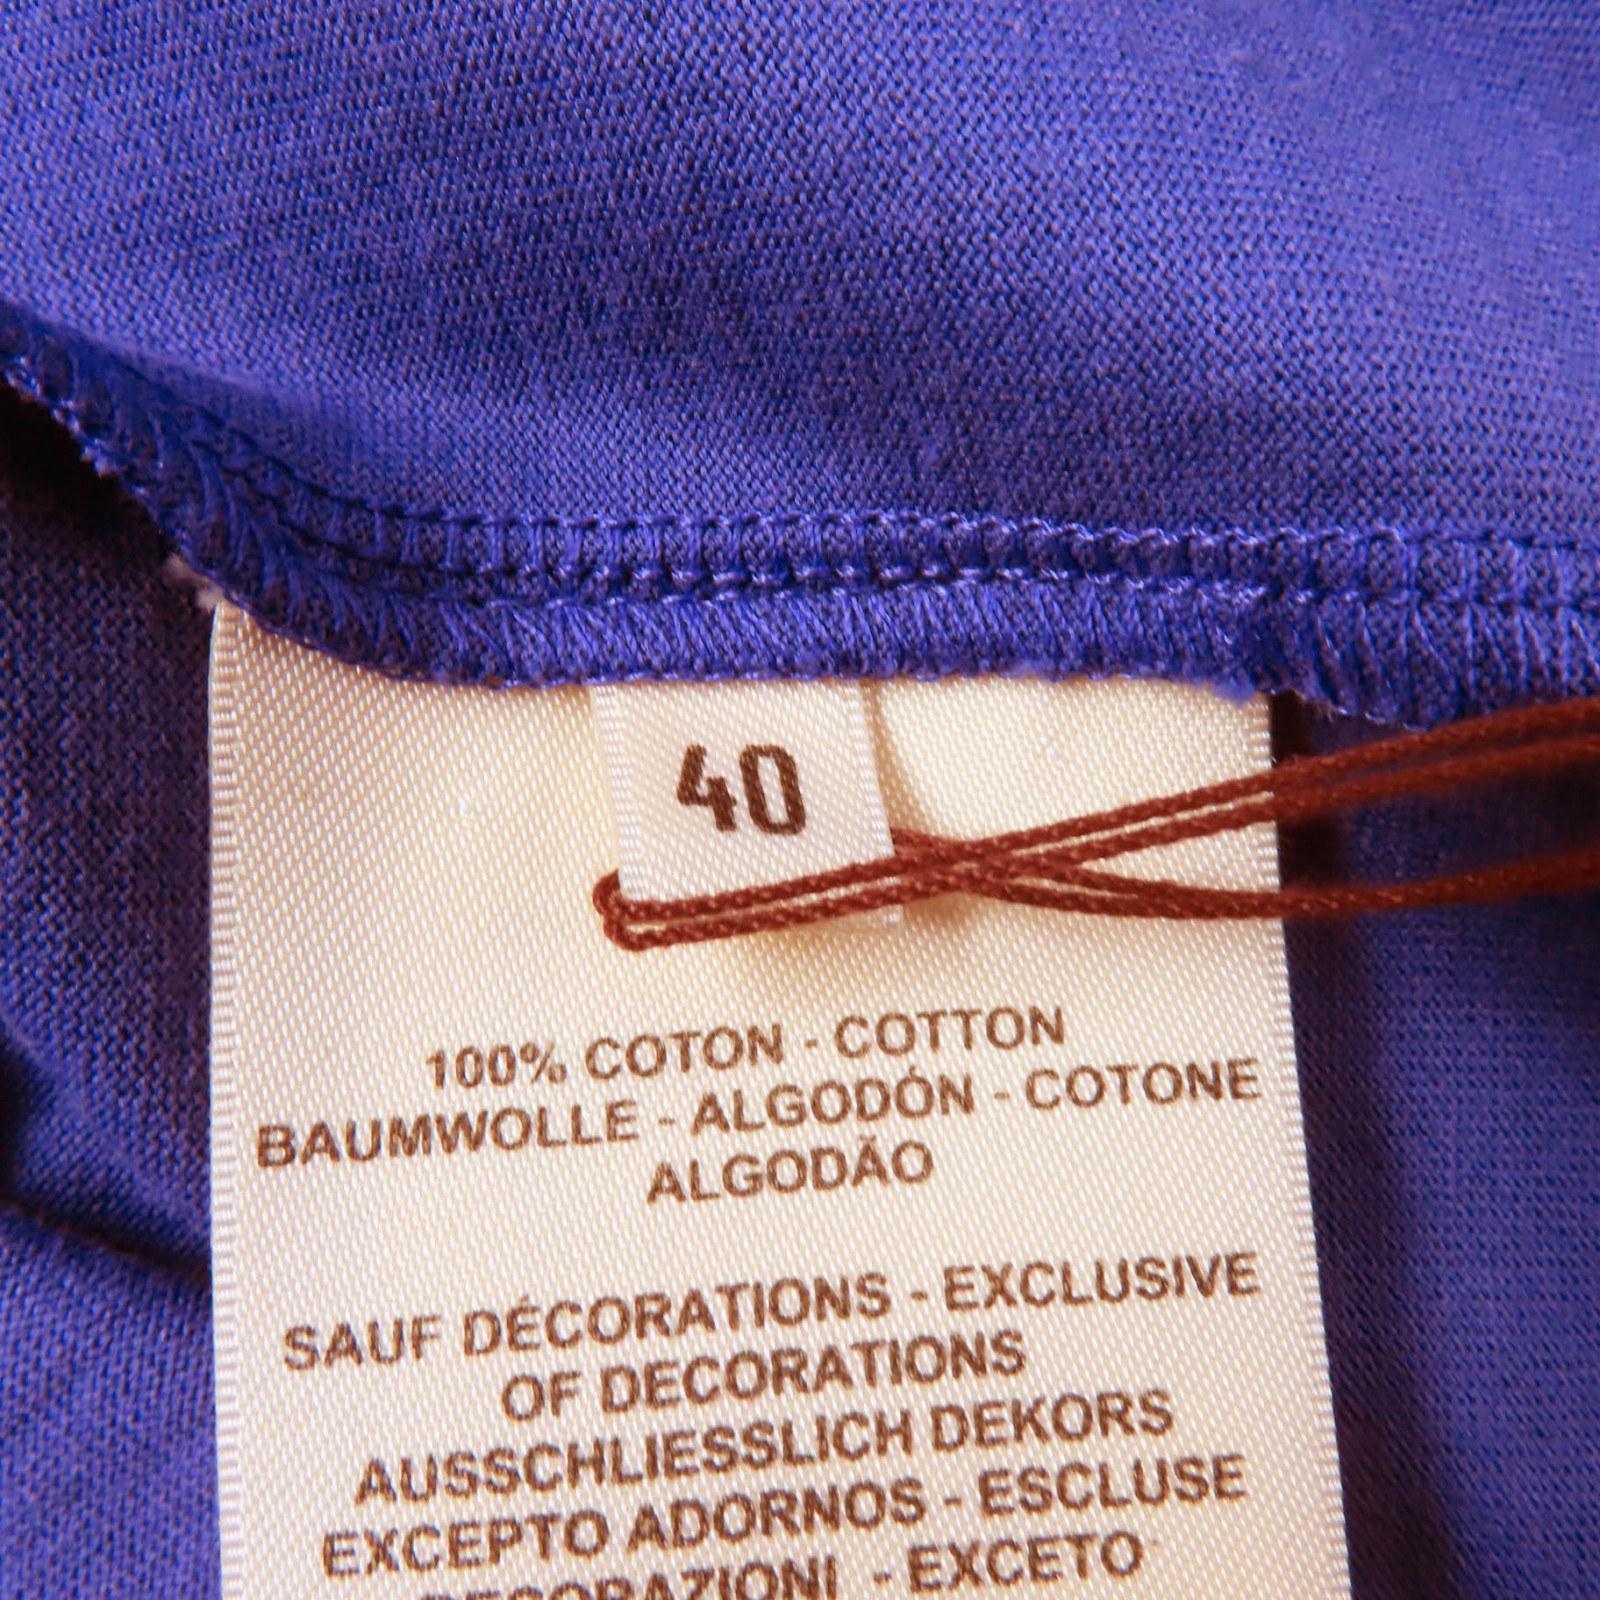 40
100% COTON - COTTON
BAUMWOLLE - ALGODÓN - COTONE
ALGODÃO
SAUF DÉCORATIONS - EXCLUSIVE
OF DECORATIONS
AUSSCHLIESSLICH DEKORS
EXCEPTO ADORNOS - ESCLUSE
DECORAZIONI - EXCETO